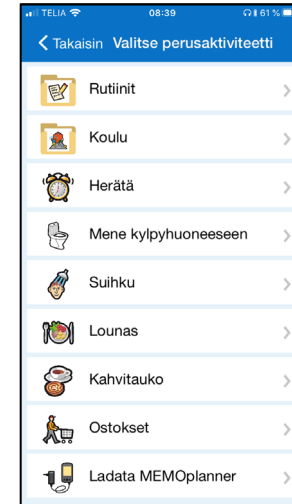 TELIA 08:39 61 %
Takaisin Valitse perusaktiviteetti
Rutiinit
Koulu
Herätä
Mene kylpyhuoneeseen
Suihku
Lounas
Kahvitauko
Ostokset
Ladata MEMOplanner